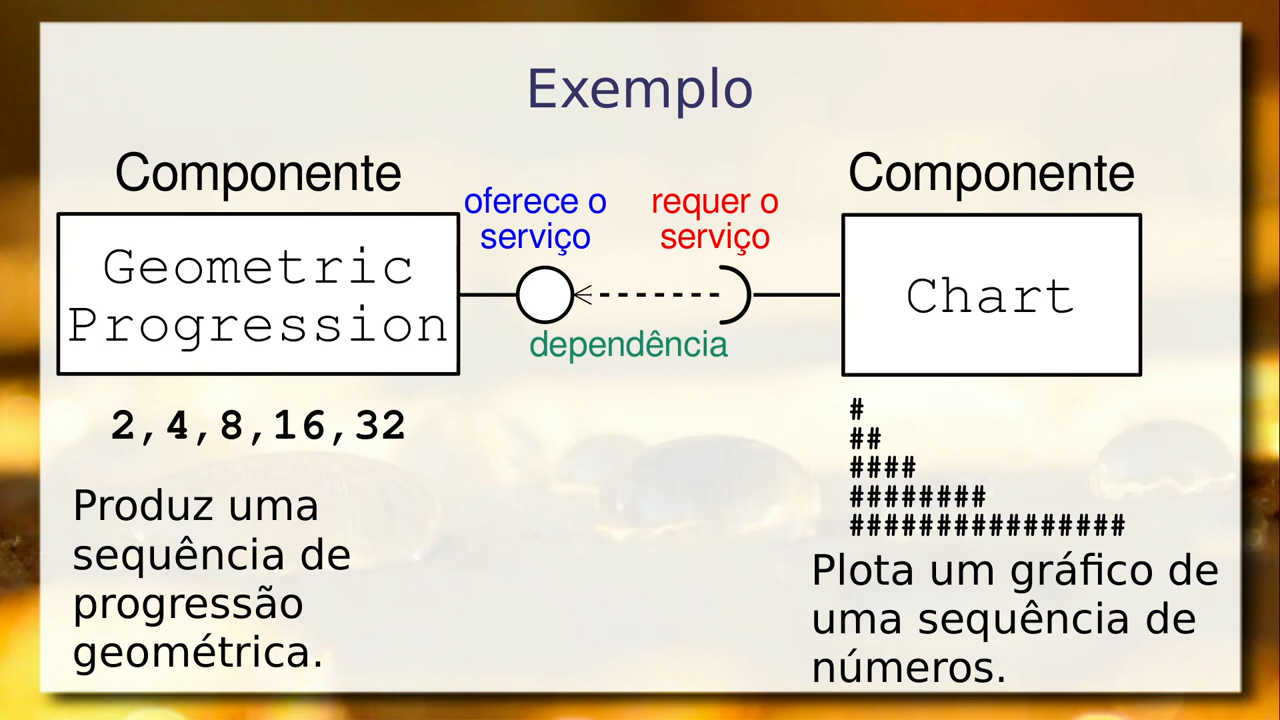 Exemplo
Componente
Geometric
Progression
oferece o
serviço
requer o
serviço
dependência
Componente
Chart
2,4,8,16,32
Produz uma
sequência de
progressão
geométrica.
#
##
####
########
################
Plota um gráfico de
uma sequência de
números.